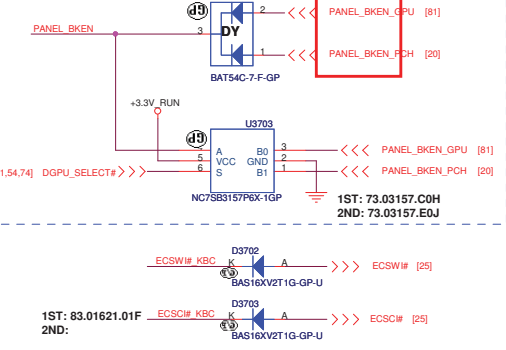 GP
2 PANEL_BKEN_GPU [81]
PANEL_BKEN 3 DY
1 PANEL_BKEN_PCH [20]
BAT54C-7-F-GP
+3.3V_RUN
U3703
GP
4 A B0 3 PANEL_BKEN_GPU [81]
5 VCC GND 2
1,54,74] DGPU_SELECT# 6 S B1 1 PANEL_BKEN_PCH [20]
NC7SB3157P6X-1GP
1ST: 73.03157.C0H
2ND: 73.03157.E0J
D3702
ECSWI#_KBC K A ECSWI# [25]
BAS16XV2T1G-GP-U
D3703
1ST: 83.01621.01F ECSCI#_KBC K A ECSCI# [25]
2ND:
BAS16XV2T1G-GP-U